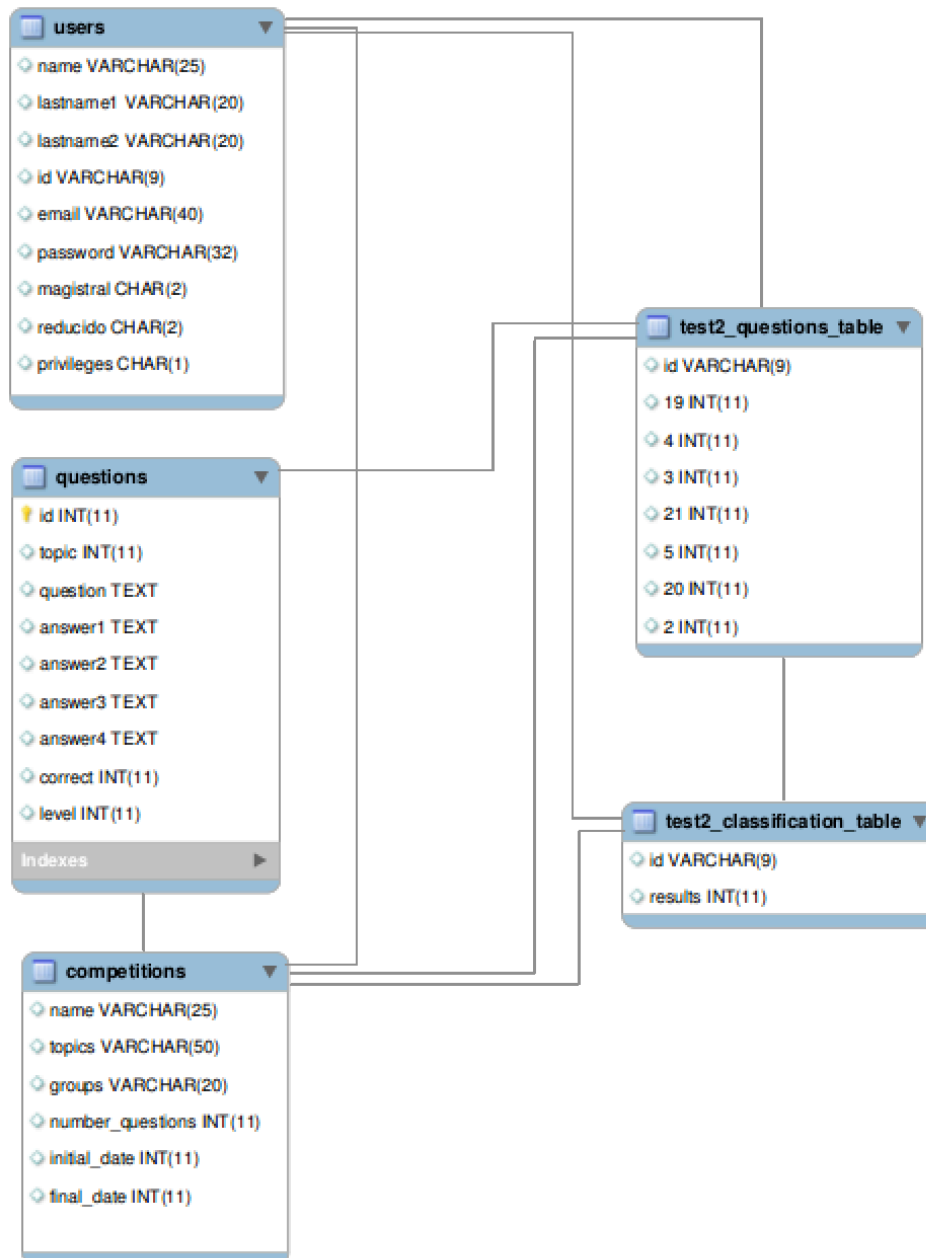 users
name VARCHAR(25)
lastname1 VARCHAR(20)
lastname2 VARCHAR(20)
id VARCHAR(9)
email VARCHAR(40)
password VARCHAR(32)
magistral CHAR(2)
reducido CHAR(2)
privileges CHAR(1)
questions
id INT(11)
topic INT(11)
question TEXT
answer1 TEXT
answer2 TEXT
answer3 TEXT
answer4 TEXT
correct INT(11)
level INT(11)
Indexes
competitions
name VARCHAR(25)
topics VARCHAR(50)
groups VARCHAR(20)
number_questions INT(11)
initial_date INT(11)
final_date INT(11)
test2_questions_table
id VARCHAR(9)
19 INT(11)
4 INT(11)
3 INT(11)
21 INT(11)
5 INT(11)
20 INT(11)
2 INT(11)
test2_classification_table
id VARCHAR(9)
results INT(11)